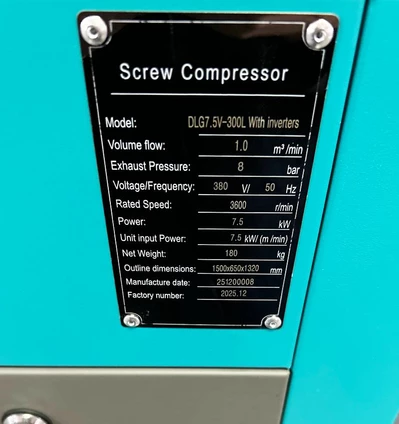 Screw Compressor
Model: DLG7.5V-300L With inverters
Volume flow: 1.0 m³/min
Exhaust Pressure: 8 bar
Voltage/Frequency: 380 V/ 50 Hz
Rated Speed: 3600 r/min
Power: 7.5 kW
Unit input Power: 7.5 kW/(m/min)
Net Weight: 180 kg
Outline dimensions: 1500x650x1320 mm
Manufacture date: 251200008
Factory number: 2025.12